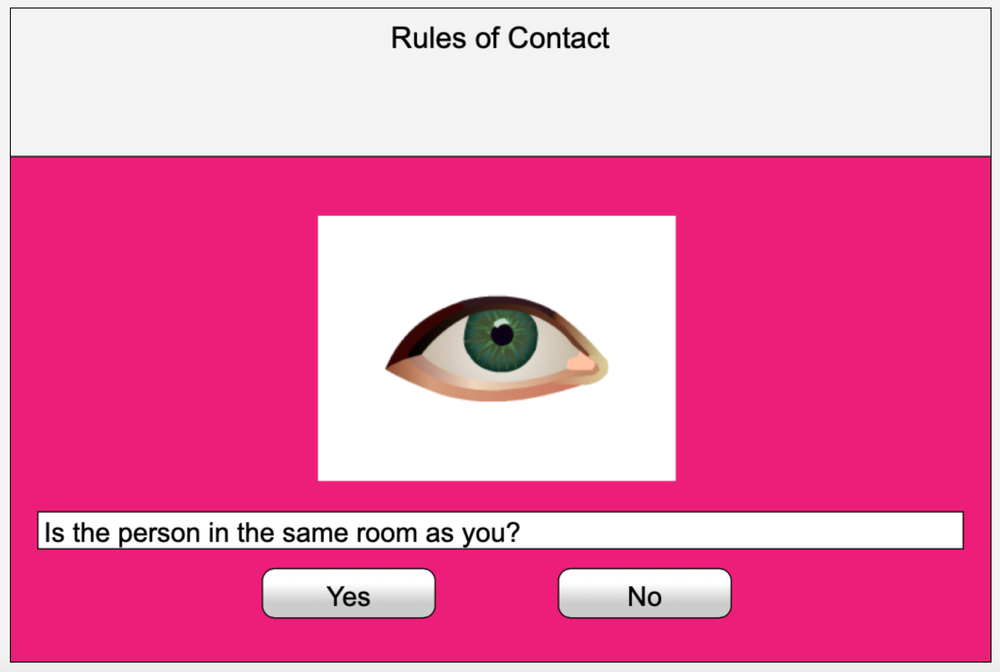 Rules of Contact
Is the person in the same room as you?
Yes
No